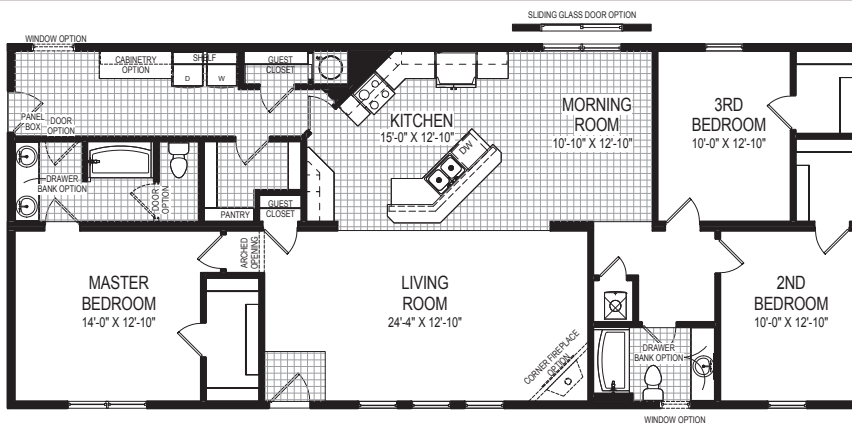 SLIDING GLASS DOOR OPTION
WINDOW OPTION
CABINETRY
OPTION
SHELF
D
W
GUEST
CLOSET
PANEL
BOX
DOOR
OPTION
KITCHEN
15'-0" X 12'-10"
MORNING
ROOM
10'-10" X 12'-10"
3RD
BEDROOM
10'-0" X 12'-10"
DW
DRAWER
BANK OPTION
DOOR
OPTION
PANTRY
GUEST
CLOSET
ARCHED
OPENING
MASTER
BEDROOM
14'-0" X 12'-10"
LIVING
ROOM
24'-4" X 12'-10"
2ND
BEDROOM
10'-0" X 12'-10"
CORNER FIREPLACE
OPTION
DRAWER
BANK OPTION
WINDOW OPTION